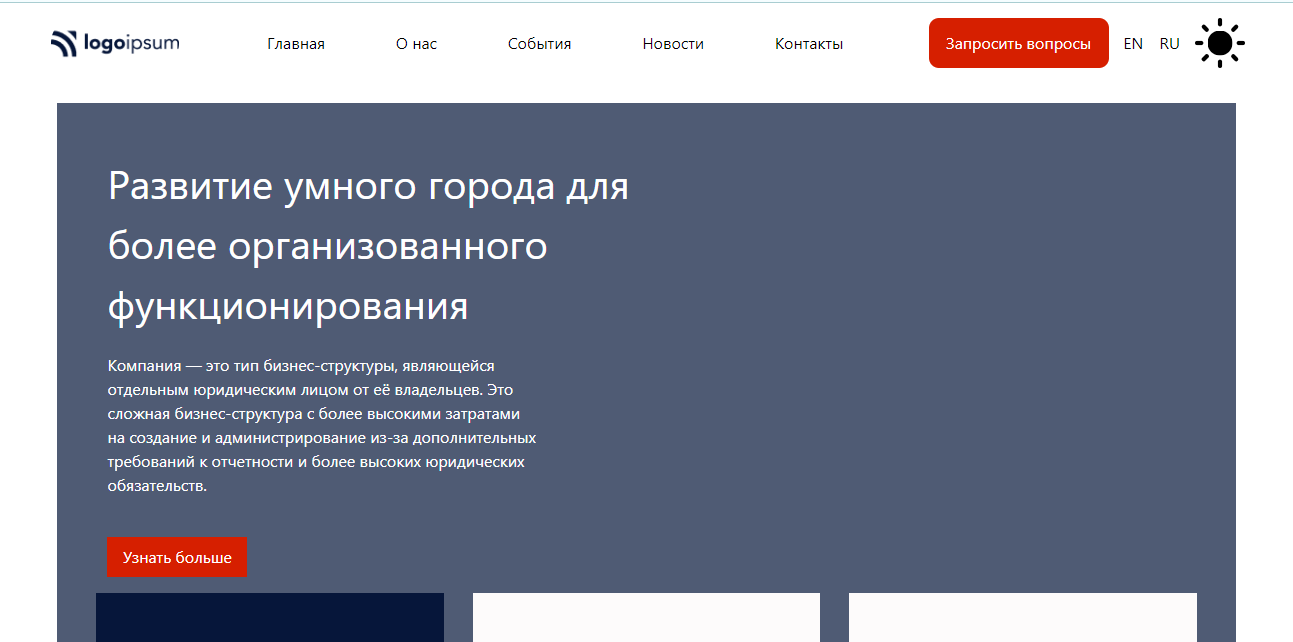 logoipsum
Главная
О нас
События
Новости
Контакты
Запросить вопросы
EN
RU
Развитие умного города для
более организованного
функционирования
Компания — это тип бизнес-структуры, являющейся
отдельным юридическим лицом от её владельцев. Это
сложная бизнес-структура с более высокими затратами
на создание и администрирование из-за дополнительных
требований к отчетности и более высоких юридических
обязательств.
Узнать больше